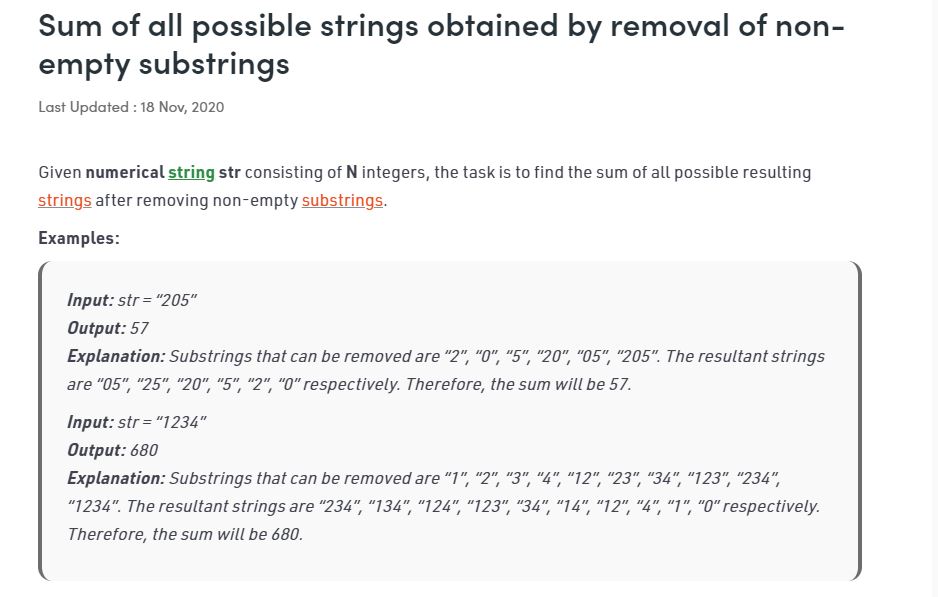 Sum of all possible strings obtained by removal of non-
empty substrings
Last Updated : 18 Nov, 2020
Given numerical string str consisting of N integers, the task is to find the sum of all possible resulting
strings after removing non-empty substrings.
Examples:
Input: str = “205”
Output: 57
Explanation: Substrings that can be removed are “2”, “0”, “5”, “20”, “05”, “205”. The resultant strings
are “05”, “25”, “20”, “5”, “2”, “0” respectively. Therefore, the sum will be 57.
Input: str = “1234”
Output: 680
Explanation: Substrings that can be removed are “1”, “2”, “3”, “4”, “12”, “23”, “34”, “123”, “234”,
“1234”. The resultant strings are “234”, “134”, “124”, “123”, “34”, “14”, “12”, “4”, “1”, “0” respectively.
Therefore, the sum will be 680.